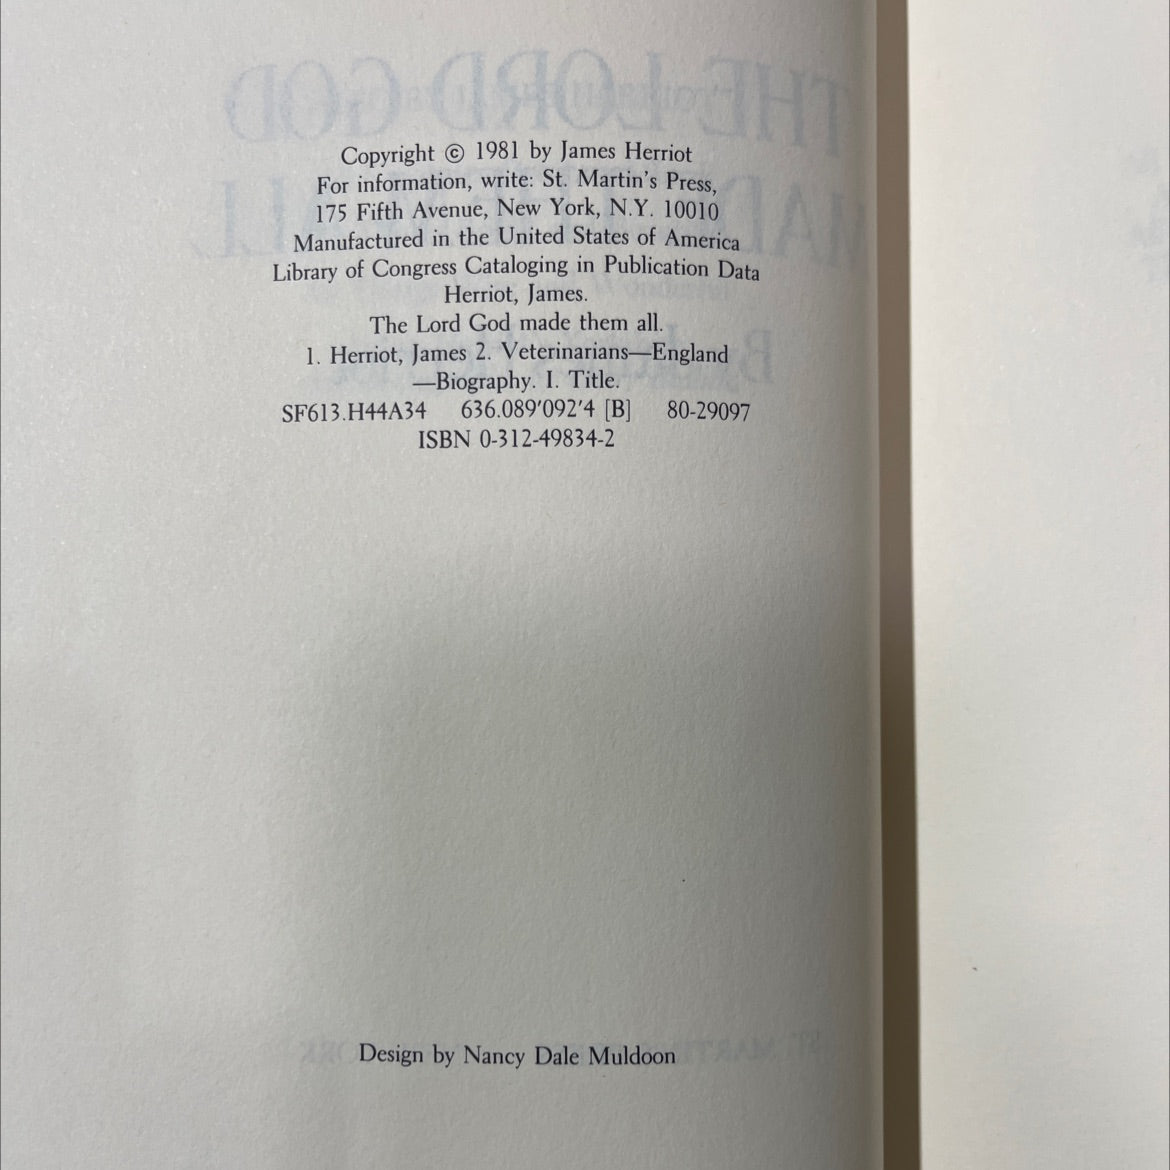 Copyright © 1981 by James Herriot
For information, write: St. Martin's Press,
175 Fifth Avenue, New York, N.Y. 10010
Manufactured in the United States of America
Library of Congress Cataloging in Publication Data
Herriot, James.
The Lord God made them all.
1. Herriot, James 2. Veterinarians—England
—Biography. I. Title.
SF613.H44A34 636.089′092′4 [B] 80-29097
ISBN 0-312-49834-2
Design by Nancy Dale Muldoon